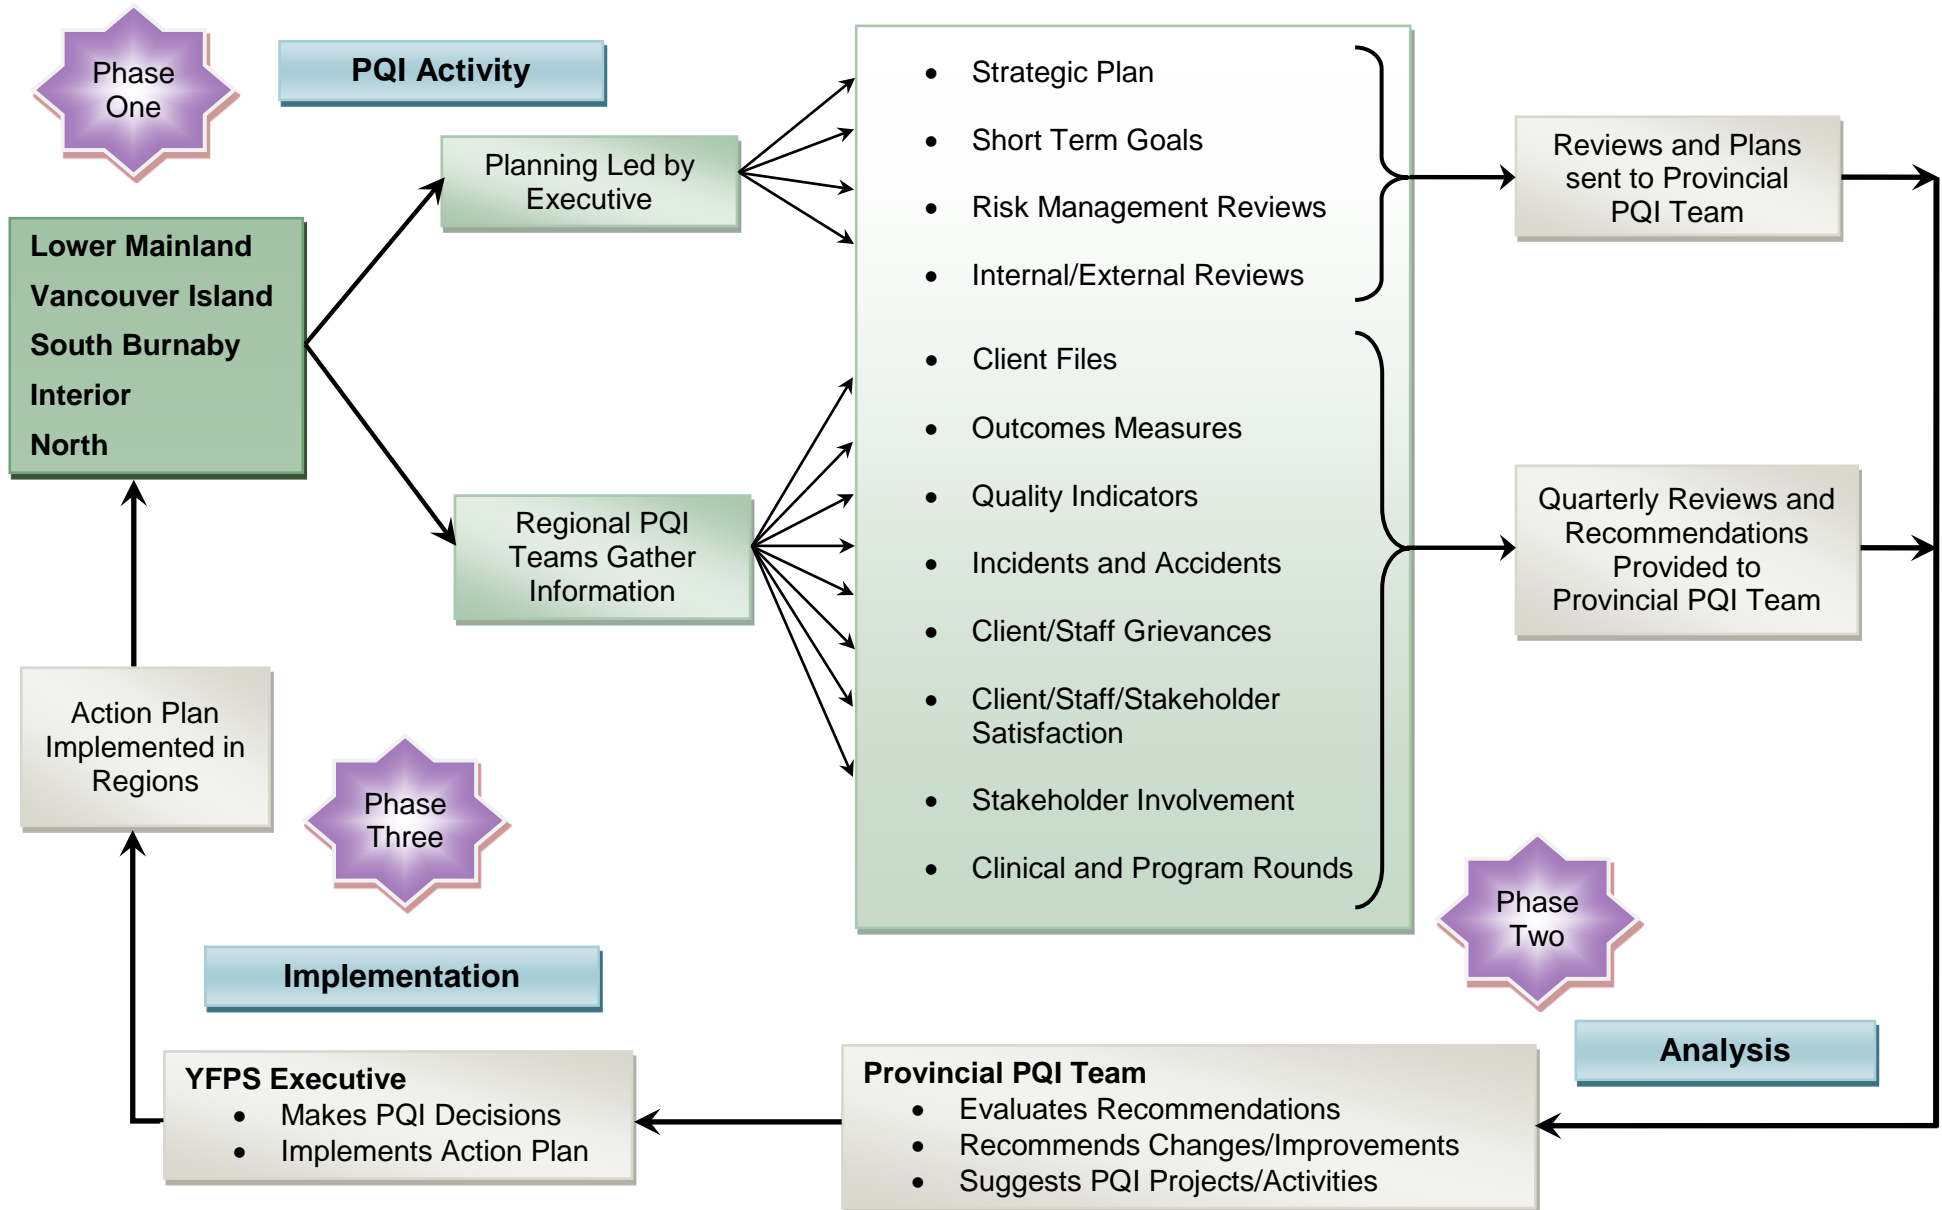 Phase
One
PQI Activity
Lower Mainland
Vancouver Island
South Burnaby
Interior
North
Planning Led by
Executive
Regional PQI
Teams Gather
Information
• Strategic Plan
• Short Term Goals
• Risk Management Reviews
• Internal/External Reviews
• Client Files
• Outcomes Measures
• Quality Indicators
• Incidents and Accidents
• Client/Staff Grievances
• Client/Staff/Stakeholder
Satisfaction
• Stakeholder Involvement
• Clinical and Program Rounds
Reviews and Plans
sent to Provincial
PQI Team
Quarterly Reviews and
Recommendations
Provided to
Provincial PQI Team
Phase
Two
Analysis
Provincial PQI Team
• Evaluates Recommendations
• Recommends Changes/Improvements
• Suggests PQI Projects/Activities
Phase
Three
Implementation
YFPS Executive
• Makes PQI Decisions
• Implements Action Plan
Action Plan
Implemented in
Regions